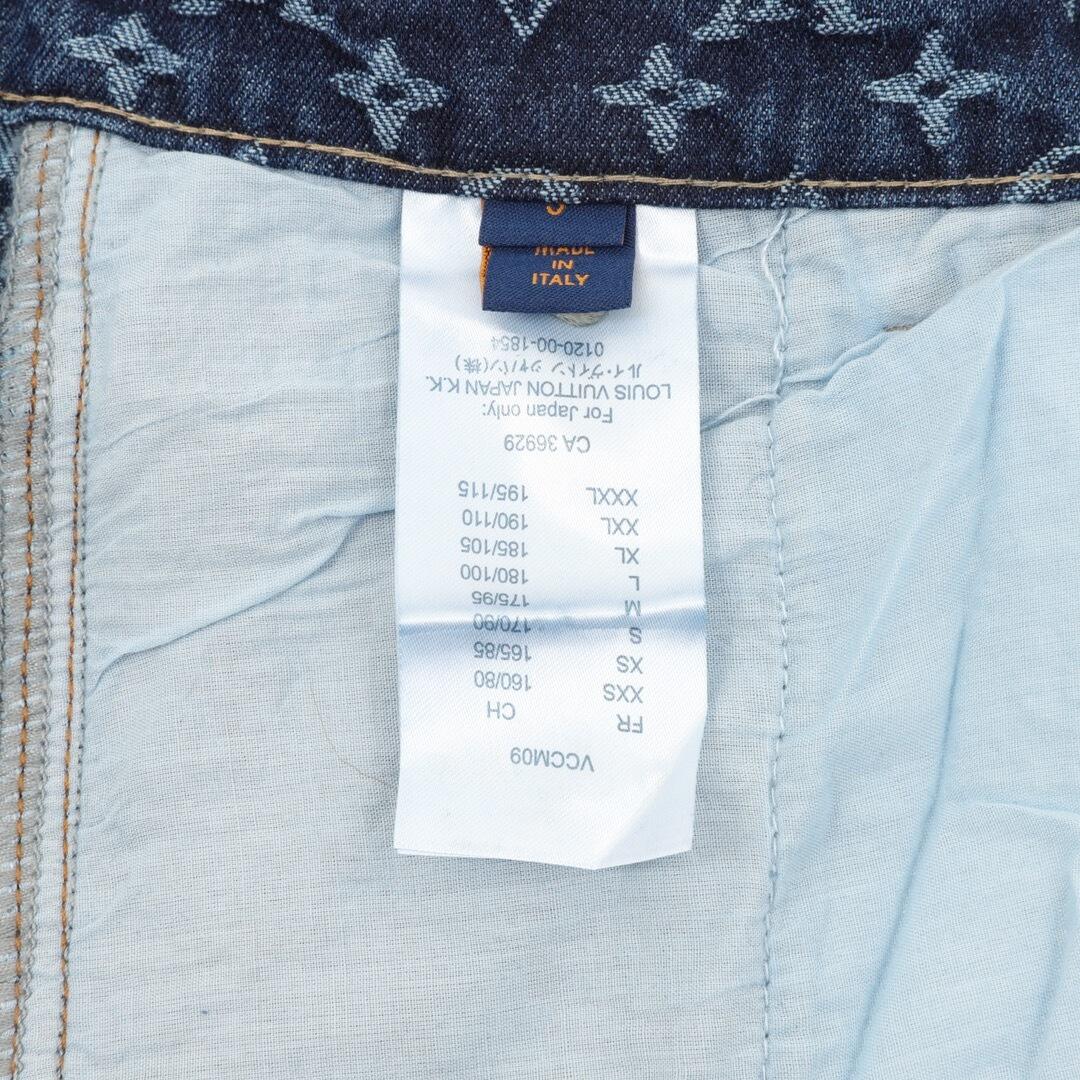 MADE
IN
ITALY
VCCM09
FR CH
XXS 160/80
XS 165/85
S 170/90
M 175/95
L 180/100
XL 185/105
XXL 190/110
XXXL 195/115
CA 36929
For Japan only:
LOUIS VUITTON JAPAN K.K.
ルイ・ヴィトン ジャパン(株)
0120-00-1854